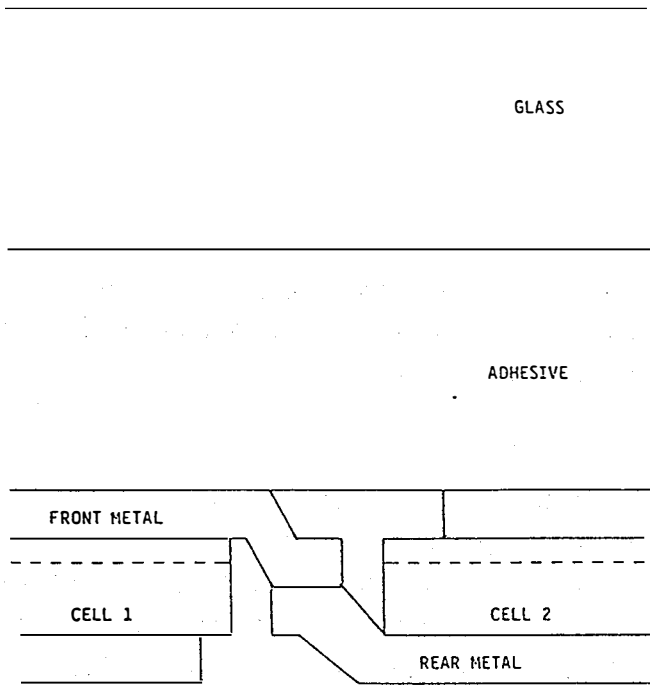 GLASS
ADHESIVE
FRONT METAL
CELL 1
CELL 2
REAR METAL